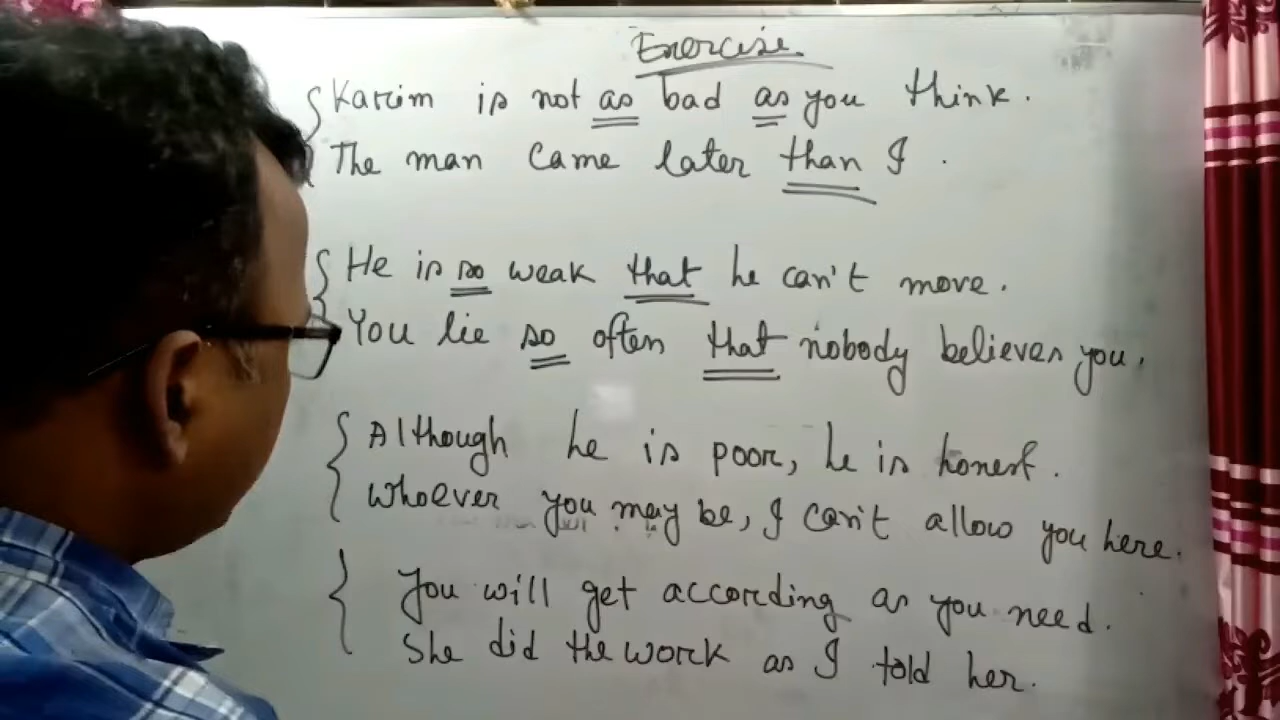 Exercise
Karim is not as bad as you think.
The man came later than I.
He is so weak that he can't move.
You lie so often that nobody believes you.
Although he is poor, he is honest.
Whoever you may be, I can't allow you here.
You will get according as you need.
She did the work as I told her.